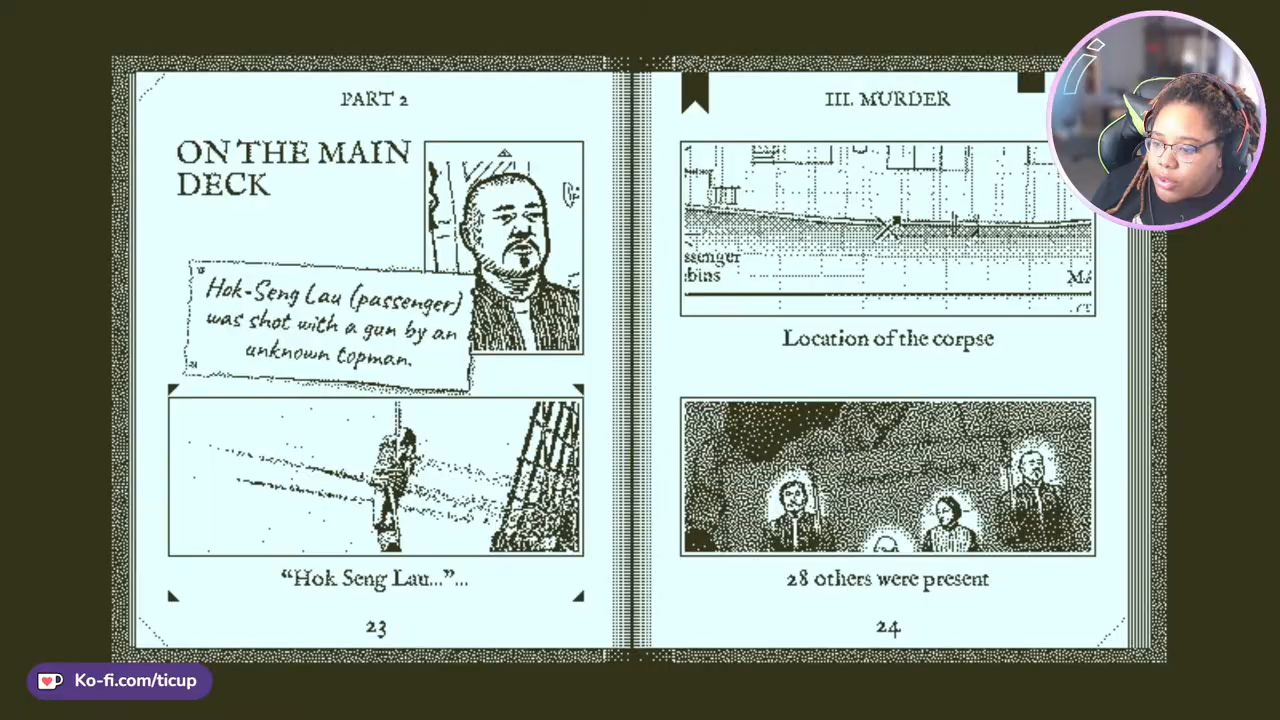 PART 2
ON THE MAIN
DECK
Hok-Seng Lau (passenger)
was shot with a gun by an
unknown topman.
“Hok Seng Lau...”...
23
III. MURDER
Location of the corpse
28 others were present
24
Ko-fi.com/ticup